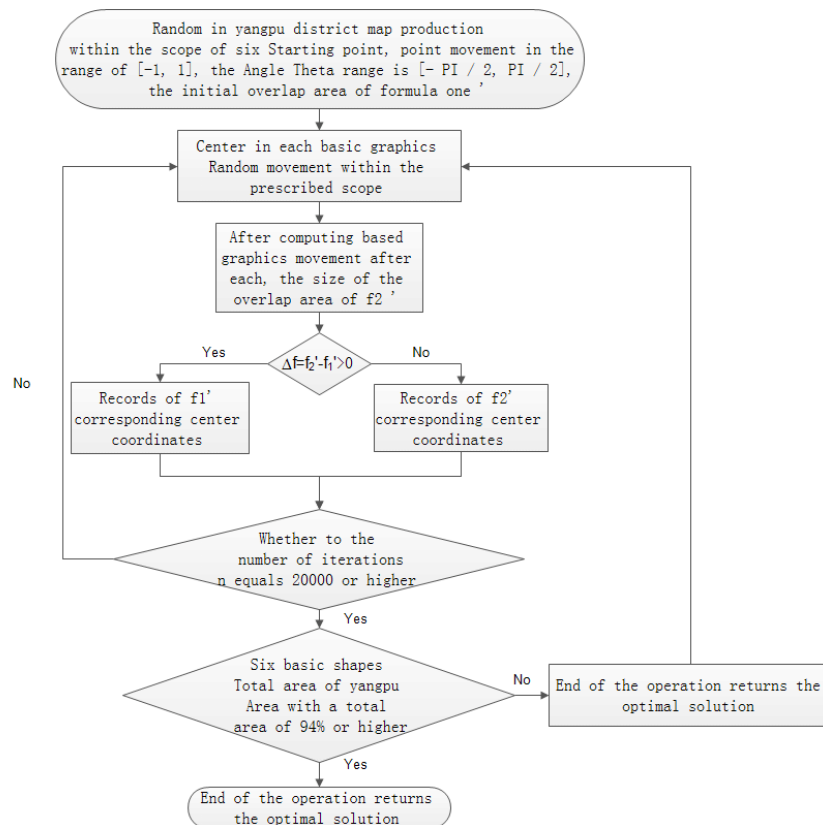 Random in yangpu district map production
within the scope of six Starting point, point movement in the
range of [-1, 1], the Angle Theta range is [- PI / 2, PI / 2],
the initial overlap area of formula one '
Center in each basic graphics
Random movement within the
prescribed scope
After computing based
graphics movement after
each, the size of the
overlap area of f2 '
Δf=f₂'-f₁'>0
Yes
No
No
Records of f1'
corresponding center
coordinates
Records of f2'
corresponding center
coordinates
Whether to the
number of iterations
n equals 20000 or higher
Yes
Six basic shapes
Total area of yangpu
Area with a total
area of 94% or higher
No
End of the operation returns the
optimal solution
Yes
End of the operation returns
the optimal solution